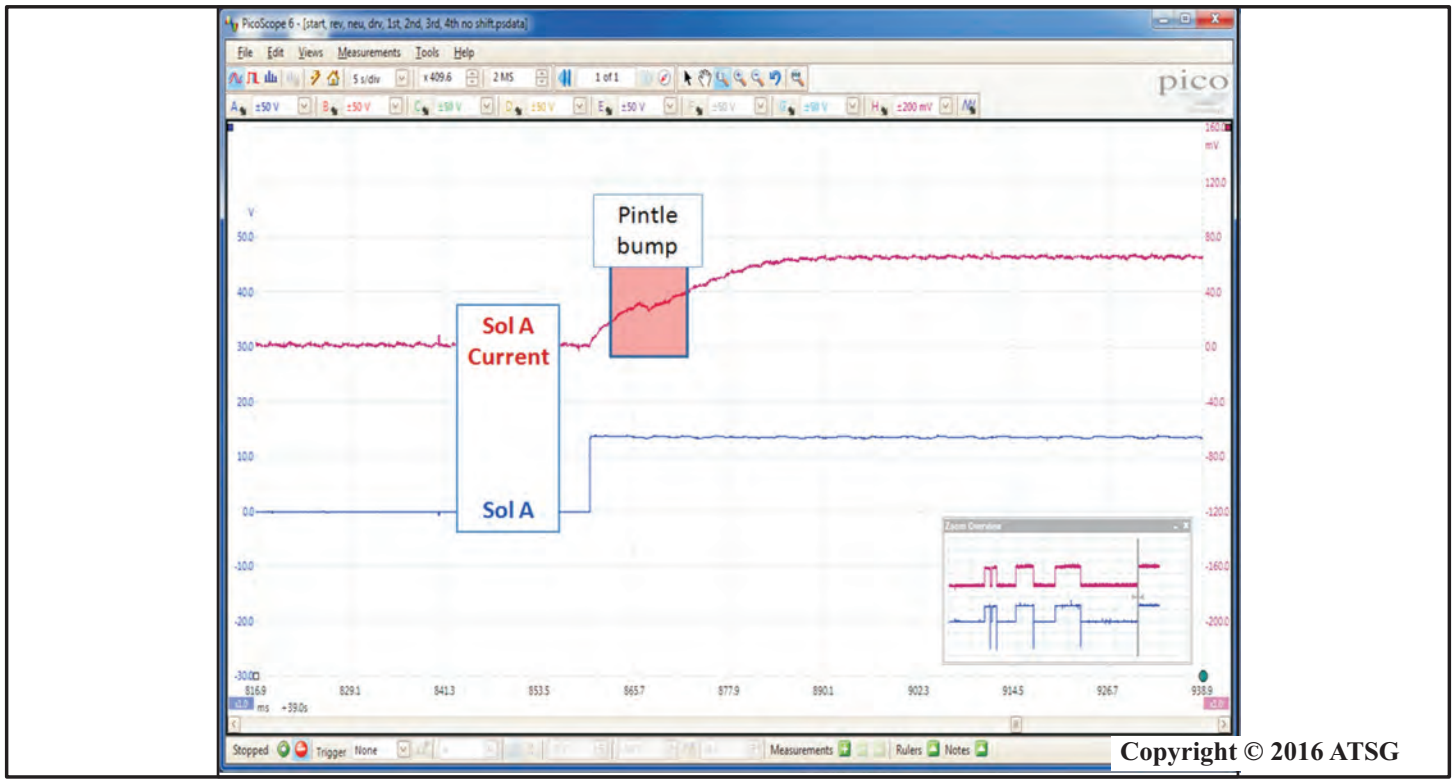 PicoScope 6 - [start, rev, neu, drv, 1st, 2nd, 3rd, 4th no shift.psdata]
File Edit Views Measurements Tools Help
5 s/div x 409.6 2 MS 1 of 1
pico
A ±50 V B ±50 V C ±50 V D ±50 V E ±50 V F ±50 V G ±50 V H ±200 mV
160.0
mV
120.0
V
Pintle
bump
50.0 80.0
40.0 40.0
Sol A
Current
30.0 0.0
20.0 -40.0
10.0 -80.0
Sol A
0.0 -120.0
Zoom Overview
-10.0 -160.0
-20.0 -200.0
-30.0
816.9 829.1 841.3 853.5 865.7 877.9 890.1 902.3 914.5 926.7 938.9
x1.0 ms +39.0s x1.0
Stopped Trigger None Measurements Rulers Notes
Copyright © 2016 ATSG